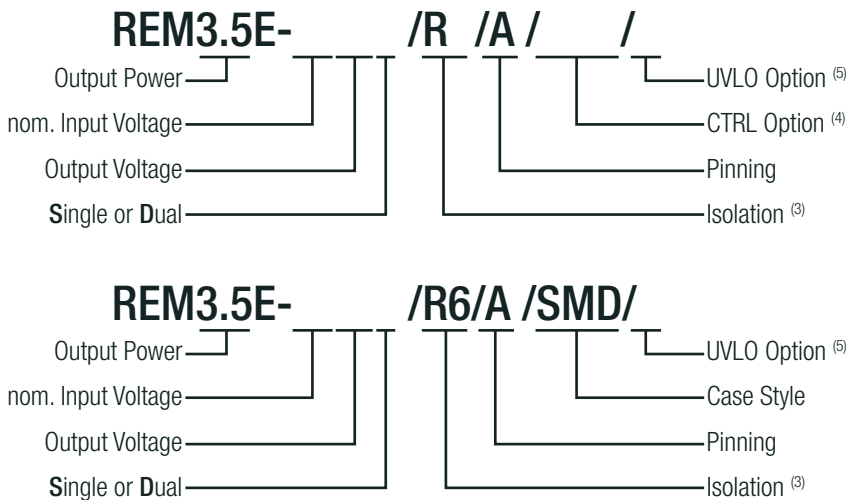 REM3.5E- /R /A / /
Output Power UVLO Option (5)
nom. Input Voltage CTRL Option (4)
Output Voltage Pinning
Single or Dual Isolation (3)
REM3.5E- /R6/A /SMD/
Output Power UVLO Option (5)
nom. Input Voltage Case Style
Output Voltage Pinning
Single or Dual Isolation (3)